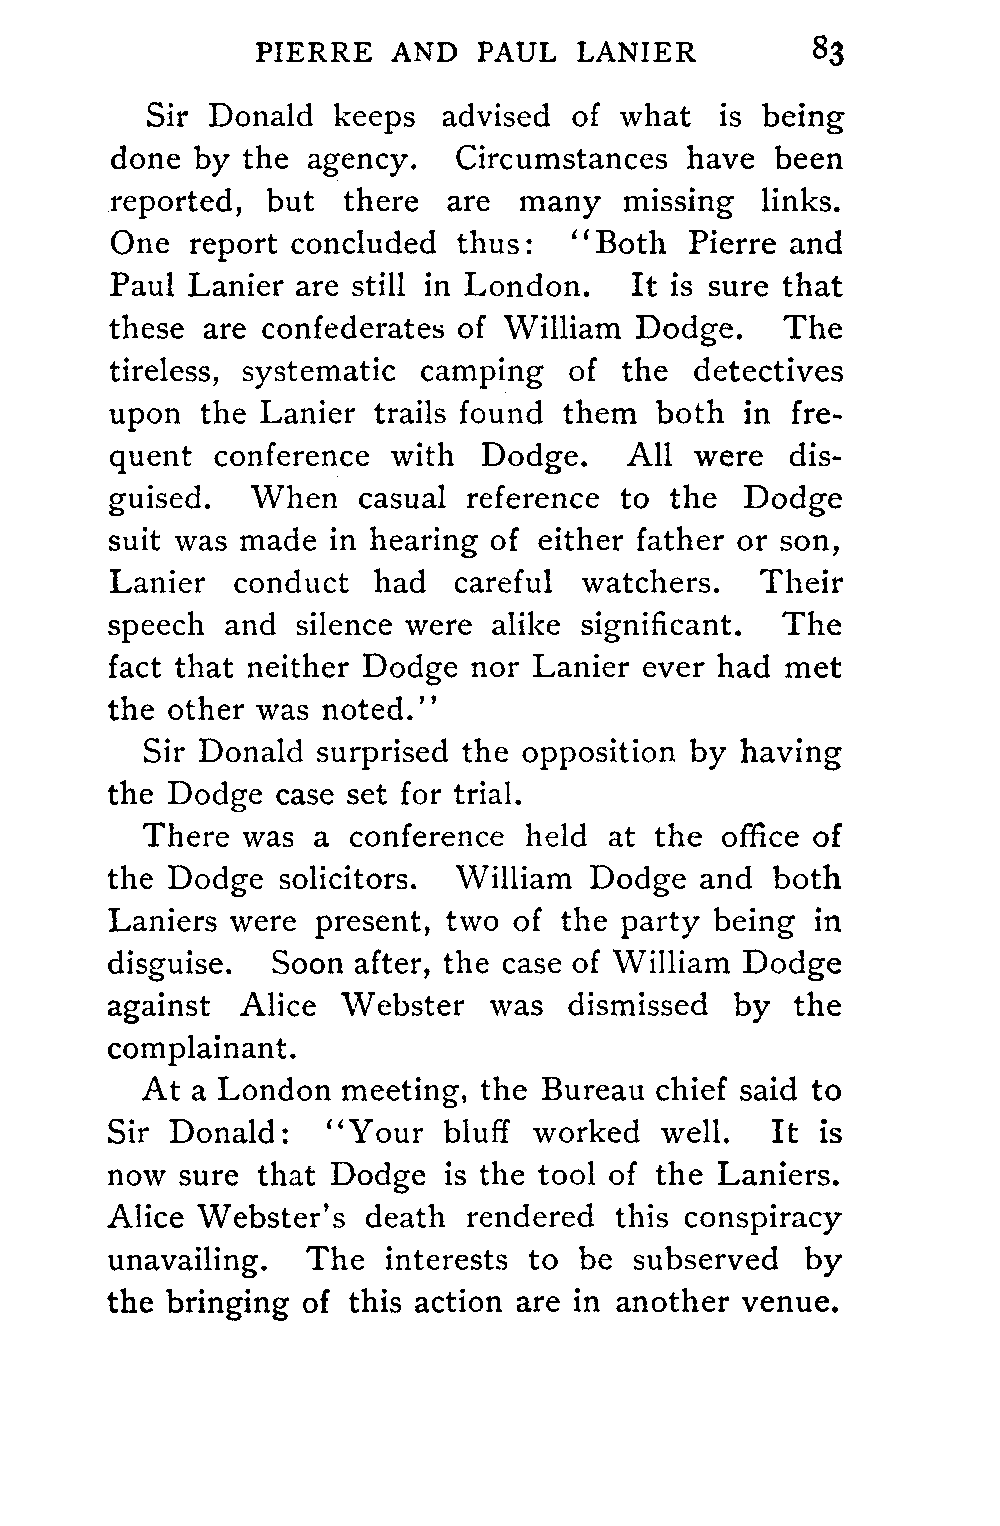 PIERRE AND PAUL LANIER 83
Sir Donald keeps advised of what is being
done by the agency. Circumstances have been
reported, but there are many missing links.
One report concluded thus: "Both Pierre and
Paul Lanier are still in London. It is sure that
these are confederates of William Dodge. The
tireless, systematic camping of the detectives
upon the Lanier trails found them both in fre-
quent conference with Dodge. All were dis-
guised. When casual reference to the Dodge
suit was made in hearing of either father or son,
Lanier conduct had careful watchers. Their
speech and silence were alike significant. The
fact that neither Dodge nor Lanier ever had met
the other was noted."
Sir Donald surprised the opposition by having
the Dodge case set for trial.
There was a conference held at the office of
the Dodge solicitors. William Dodge and both
Laniers were present, two of the party being in
disguise. Soon after, the case of William Dodge
against Alice Webster was dismissed by the
complainant.
At a London meeting, the Bureau chief said to
Sir Donald: "Your bluff worked well. It is
now sure that Dodge is the tool of the Laniers.
Alice Webster's death rendered this conspiracy
unavailing. The interests to be subserved by
the bringing of this action are in another venue.